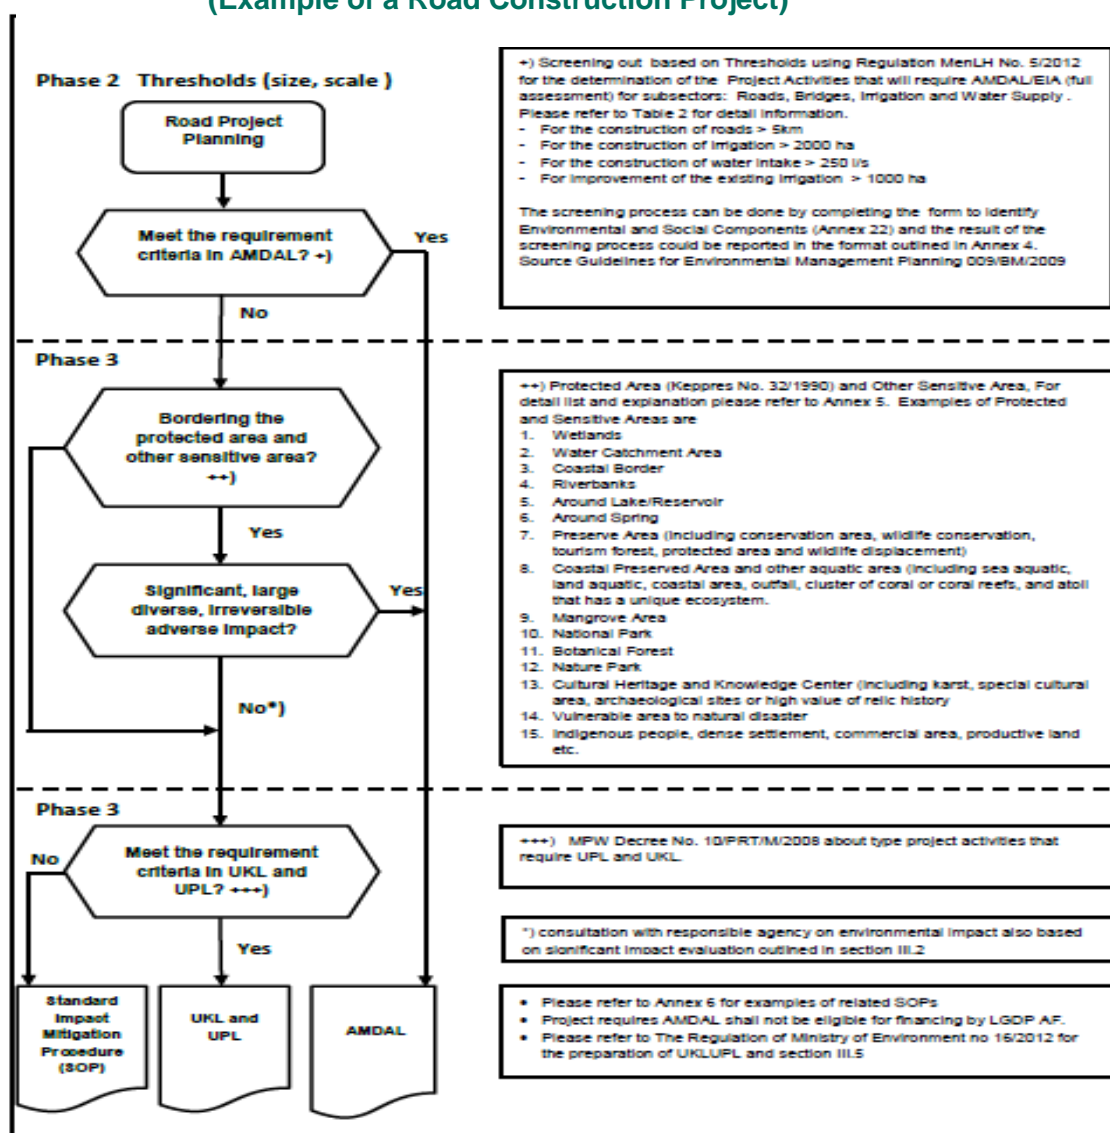 (Example of a Road Construction Project)
Phase 2 Thresholds (size, scale )
Road Project
Planning
Meet the requirement
criteria in AMDAL? +)
Yes
No
+) Screening out based on Thresholds using Regulation MenLH No. 5/2012
for the determination of the Project Activities that will require AMDAL/EIA (full
assessment) for subsectors: Roads, Bridges, Irrigation and Water Supply .
Please refer to Table 2 for detail information.
- For the construction of roads > 5km
- For the construction of irrigation > 2000 ha
- For the construction of water intake > 250 l/s
- For improvement of the existing irrigation > 1000 ha
The screening process can be done by completing the form to identify
Environmental and Social Components (Annex 22) and the result of the
screening process could be reported in the format outlined in Annex 4.
Source Guidelines for Environmental Management Planning 009/BM/2009
Phase 3
Bordering the
protected area and
other sensitive area?
++)
Yes
Significant, large
diverse, irreversible
adverse impact?
Yes
No*)
++) Protected Area (Keppres No. 32/1990) and Other Sensitive Area, For
detail list and explanation please refer to Annex 5. Examples of Protected
and Sensitive Areas are
1. Wetlands
2. Water Catchment Area
3. Coastal Border
4. Riverbanks
5. Around Lake/Reservoir
6. Around Spring
7. Preserve Area (including conservation area, wildlife conservation,
tourism forest, protected area and wildlife displacement)
8. Coastal Preserved Area and other aquatic area (including sea aquatic,
land aquatic, coastal area, outfall, cluster of coral or coral reefs, and atoll
that has a unique ecosystem.
9. Mangrove Area
10. National Park
11. Botanical Forest
12. Nature Park
13. Cultural Heritage and Knowledge Center (including karst, special cultural
area, archaeological sites or high value of relic history
14. Vulnerable area to natural disaster
15. Indigenous people, dense settlement, commercial area, productive land
etc.
Phase 3
No
Meet the requirement
criteria in UKL and
UPL? +++)
Yes
+++) MPW Decree No. 10/PRT/M/2008 about type project activities that
require UPL and UKL.
*) consultation with responsible agency on environmental impact also based
on significant impact evaluation outlined in section III.2
Standard
Impact
Mitigation
Procedure
(SOP)
UKL and
UPL
AMDAL
• Please refer to Annex 6 for examples of related SOPs
• Project requires AMDAL shall not be eligible for financing by LGDP AF.
• Please refer to The Regulation of Ministry of Environment no 16/2012 for
the preparation of UKLUPL and section III.5